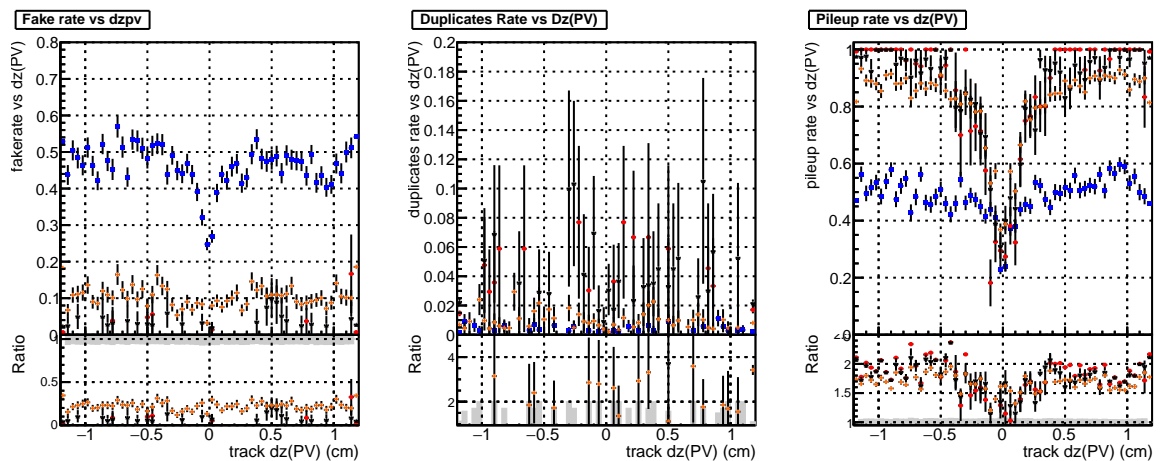 Fake rate vs dzpv
fakerate vs dz(PV)
0.8
0.7
0.6
0.5
0.4
0.3
0.2
0.1
0
Ratio
0.5
0
−1 −0.5 0 0.5 1
track dz(PV) (cm)
Duplicates Rate vs Dz(PV)
duplicates rate vs dz(PV)
0.2
0.18
0.16
0.14
0.12
0.1
0.08
0.06
0.04
0.02
0
Ratio
4
2
−1 −0.5 0 0.5 1
track dz(PV) (cm)
Pileup rate vs dz(PV)
pileup rate vs dz(PV)
1
0.8
0.6
0.4
0.2
0
Ratio
2
1.5
1
−1 −0.5 0 0.5 1
track dz(PV) (cm)